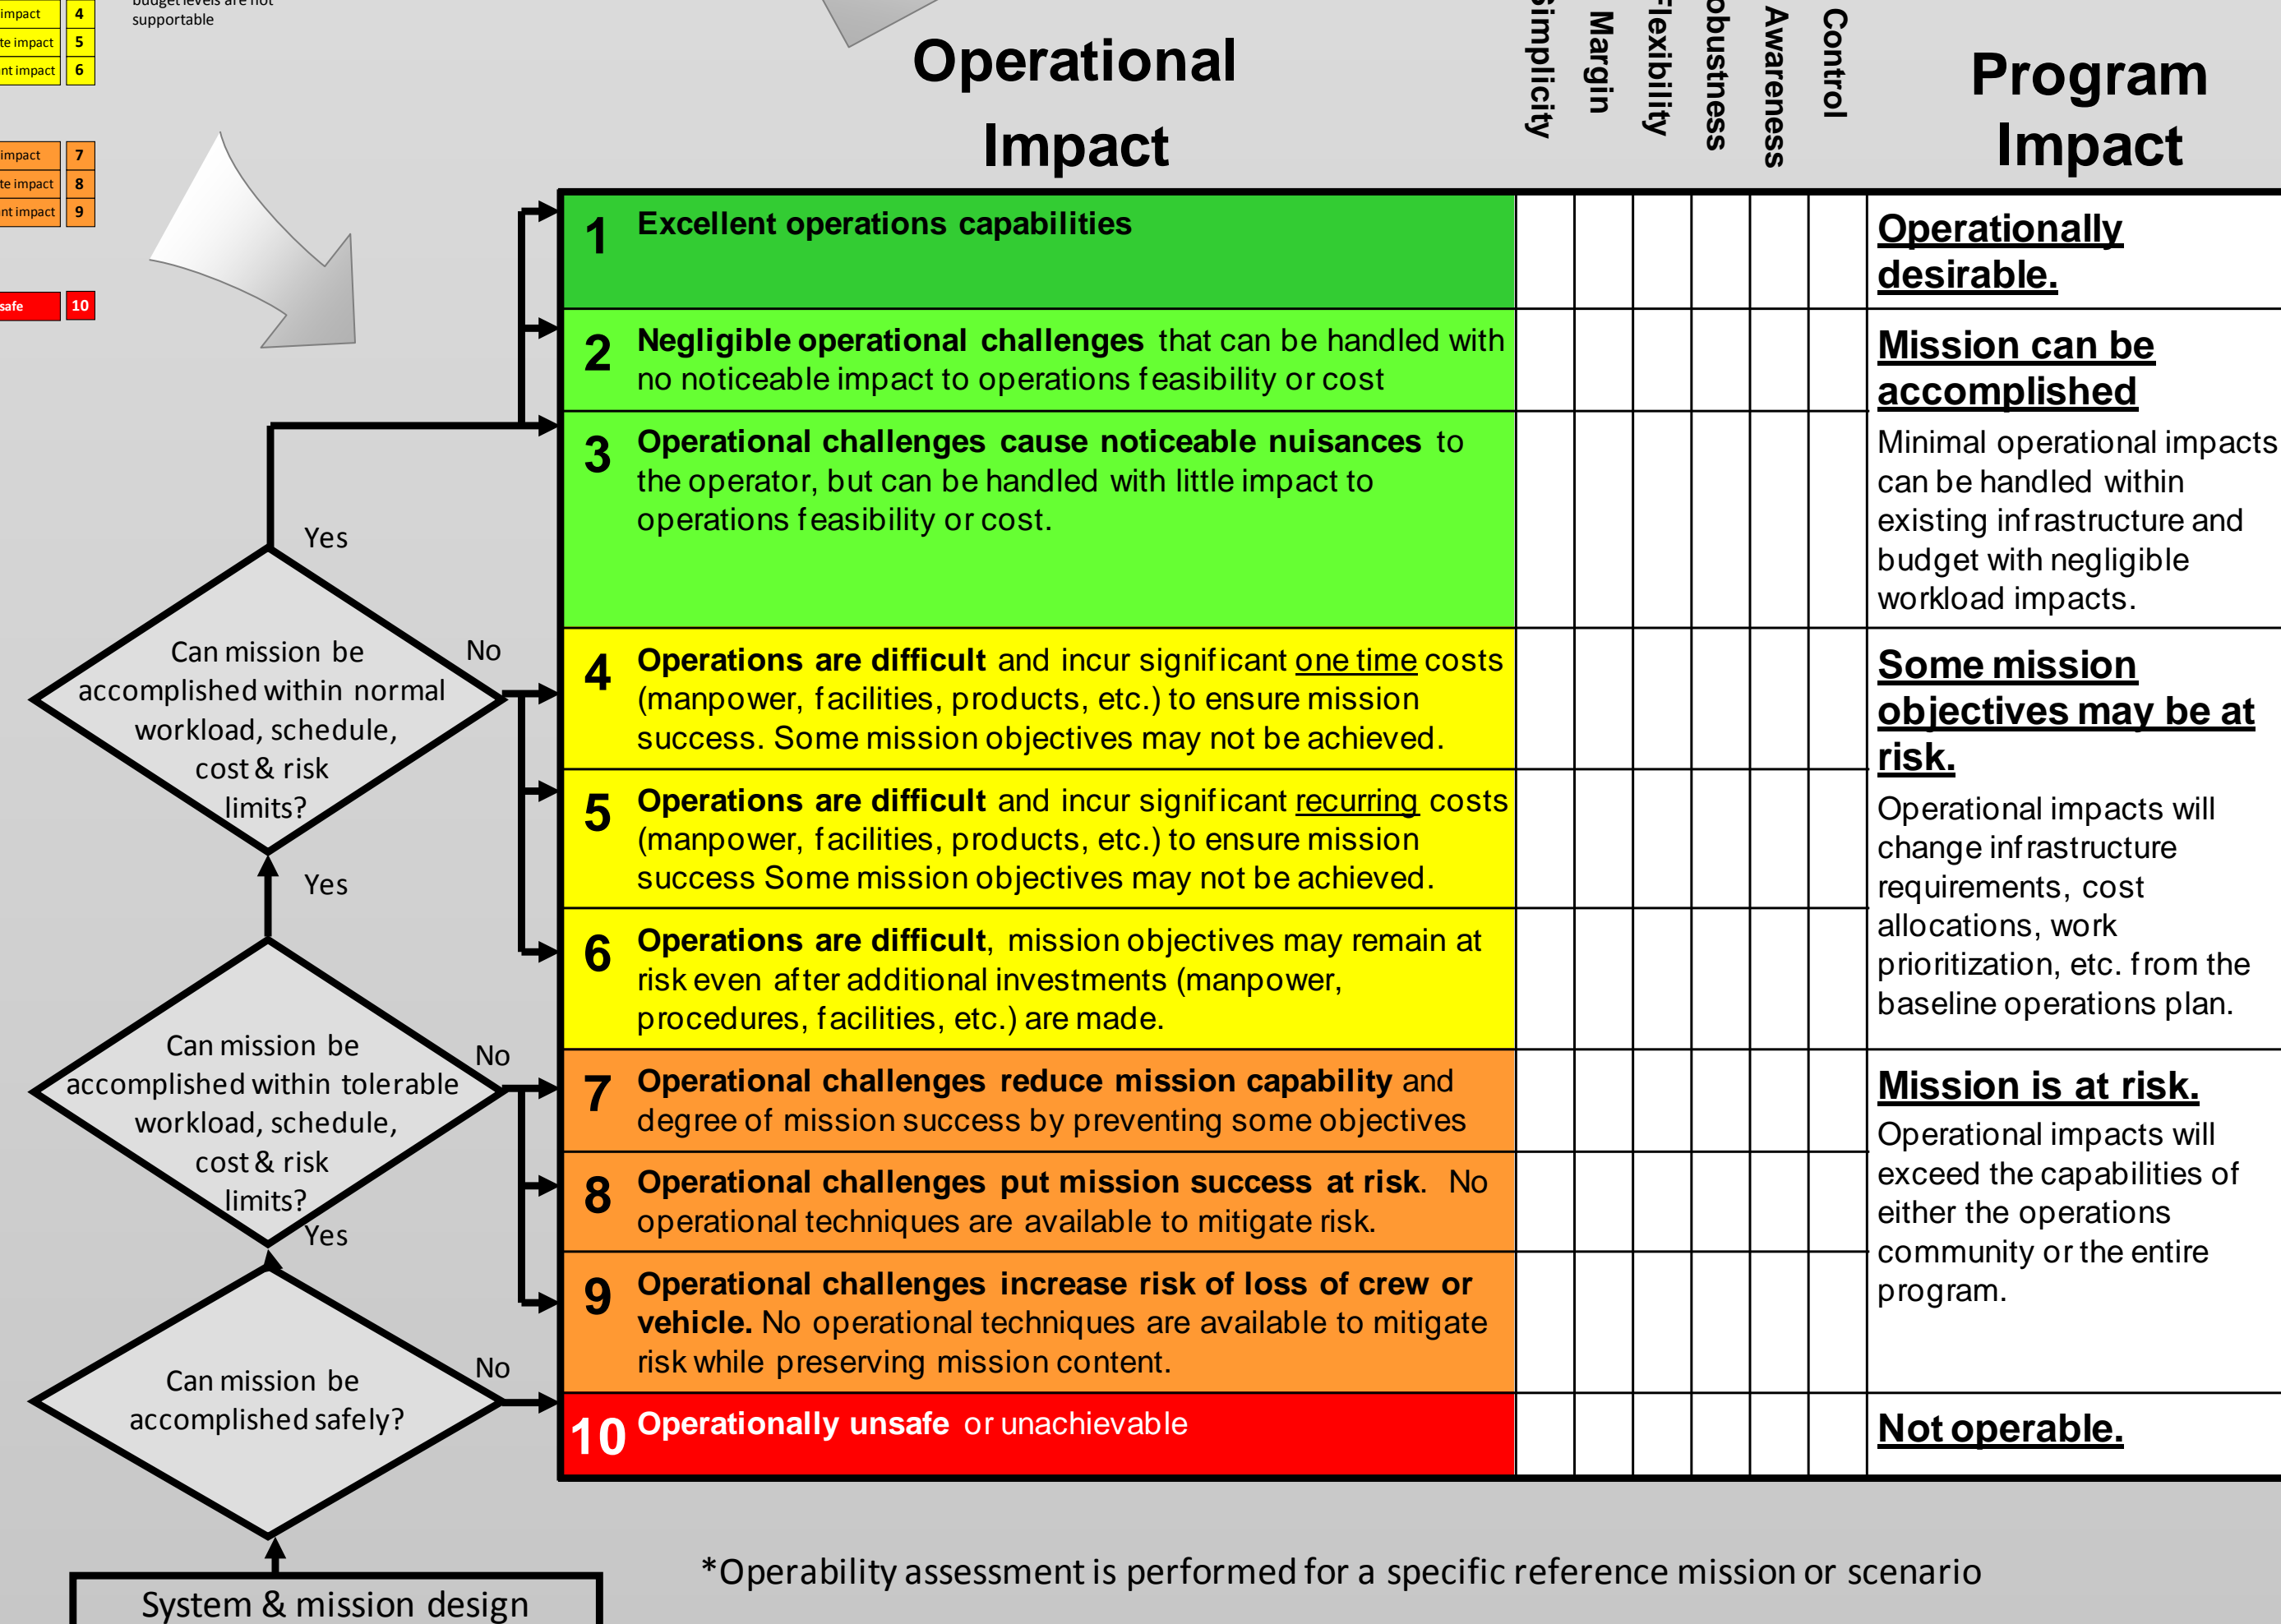 impact 4
impact 5
impact 6
supportable
impact 7
impact 8
impact 9
10
Operational
Impact
Simplicity
Margin
Flexibility
Awareness
Control
Program
Impact
1 Excellent operations capabilities
Operationally
desirable.
2 Negligible operational challenges that can be handled with
no noticeable impact to operations feasibility or cost
Mission can be
accomplished
Minimal operational impacts
can be handled within
existing infrastructure and
budget with negligible
workload impacts.
3 Operational challenges cause noticeable nuisances to
the operator, but can be handled with little impact to
operations feasibility or cost.
4 Operations are difficult and incur significant one time costs
(manpower, facilities, products, etc.) to ensure mission
success. Some mission objectives may not be achieved.
5 Operations are difficult and incur significant recurring costs
(manpower, facilities, products, etc.) to ensure mission
success Some mission objectives may not be achieved.
6 Operations are difficult, mission objectives may remain at
risk even after additional investments (manpower,
procedures, facilities, etc.) are made.
Some mission
objectives may be at
risk.
Operational impacts will
change infrastructure
requirements, cost
allocations, work
prioritization, etc. from the
baseline operations plan.
7 Operational challenges reduce mission capability and
degree of mission success by preventing some objectives
8 Operational challenges put mission success at risk. No
operational techniques are available to mitigate risk.
9 Operational challenges increase risk of loss of crew or
vehicle. No operational techniques are available to mitigate
risk while preserving mission content.
Mission is at risk.
Operational impacts will
exceed the capabilities of
either the operations
community or the entire
program.
10 Operationally unsafe or unachievable
Not operable.
Yes
Can mission be
accomplished within normal
workload, schedule,
cost & risk
limits?
No
Yes
Can mission be
accomplished within tolerable
workload, schedule,
cost & risk
limits?
No
Yes
Can mission be
accomplished safely?
No
System & mission design
*Operability assessment is performed for a specific reference mission or scenario